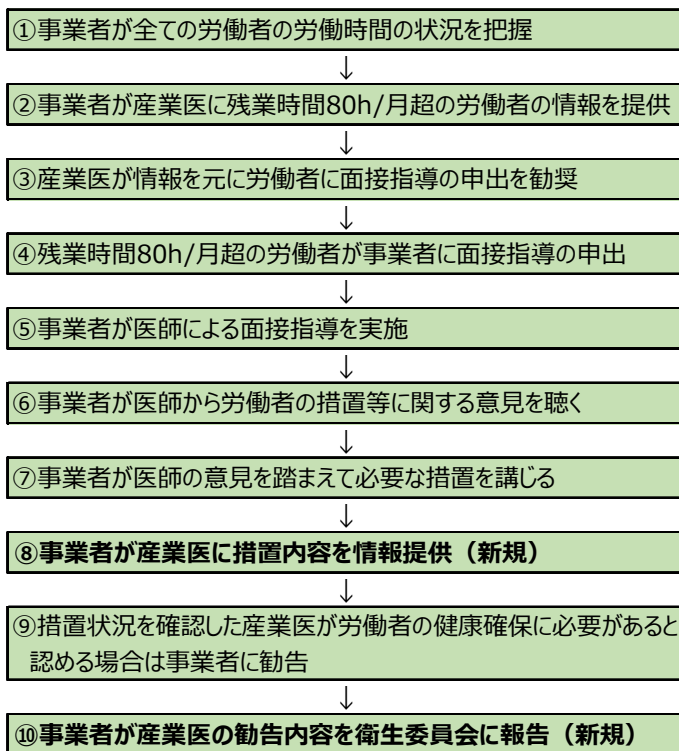 ①事業者が全ての労働者の労働時間の状況を把握
↓
②事業者が産業医に残業時間80h/月超の労働者の情報を提供
↓
③産業医が情報を元に労働者に面接指導の申出を勧奨
↓
④残業時間80h/月超の労働者が事業者に面接指導の申出
↓
⑤事業者が医師による面接指導を実施
↓
⑥事業者が医師から労働者の措置等に関する意見を聴く
↓
⑦事業者が医師の意見を踏まえて必要な措置を講じる
↓
⑧事業者が産業医に措置内容を情報提供（新規）
↓
⑨措置状況を確認した産業医が労働者の健康確保に必要があると
認める場合は事業者に勧告
↓
⑩事業者が産業医の勧告内容を衛生委員会に報告（新規）